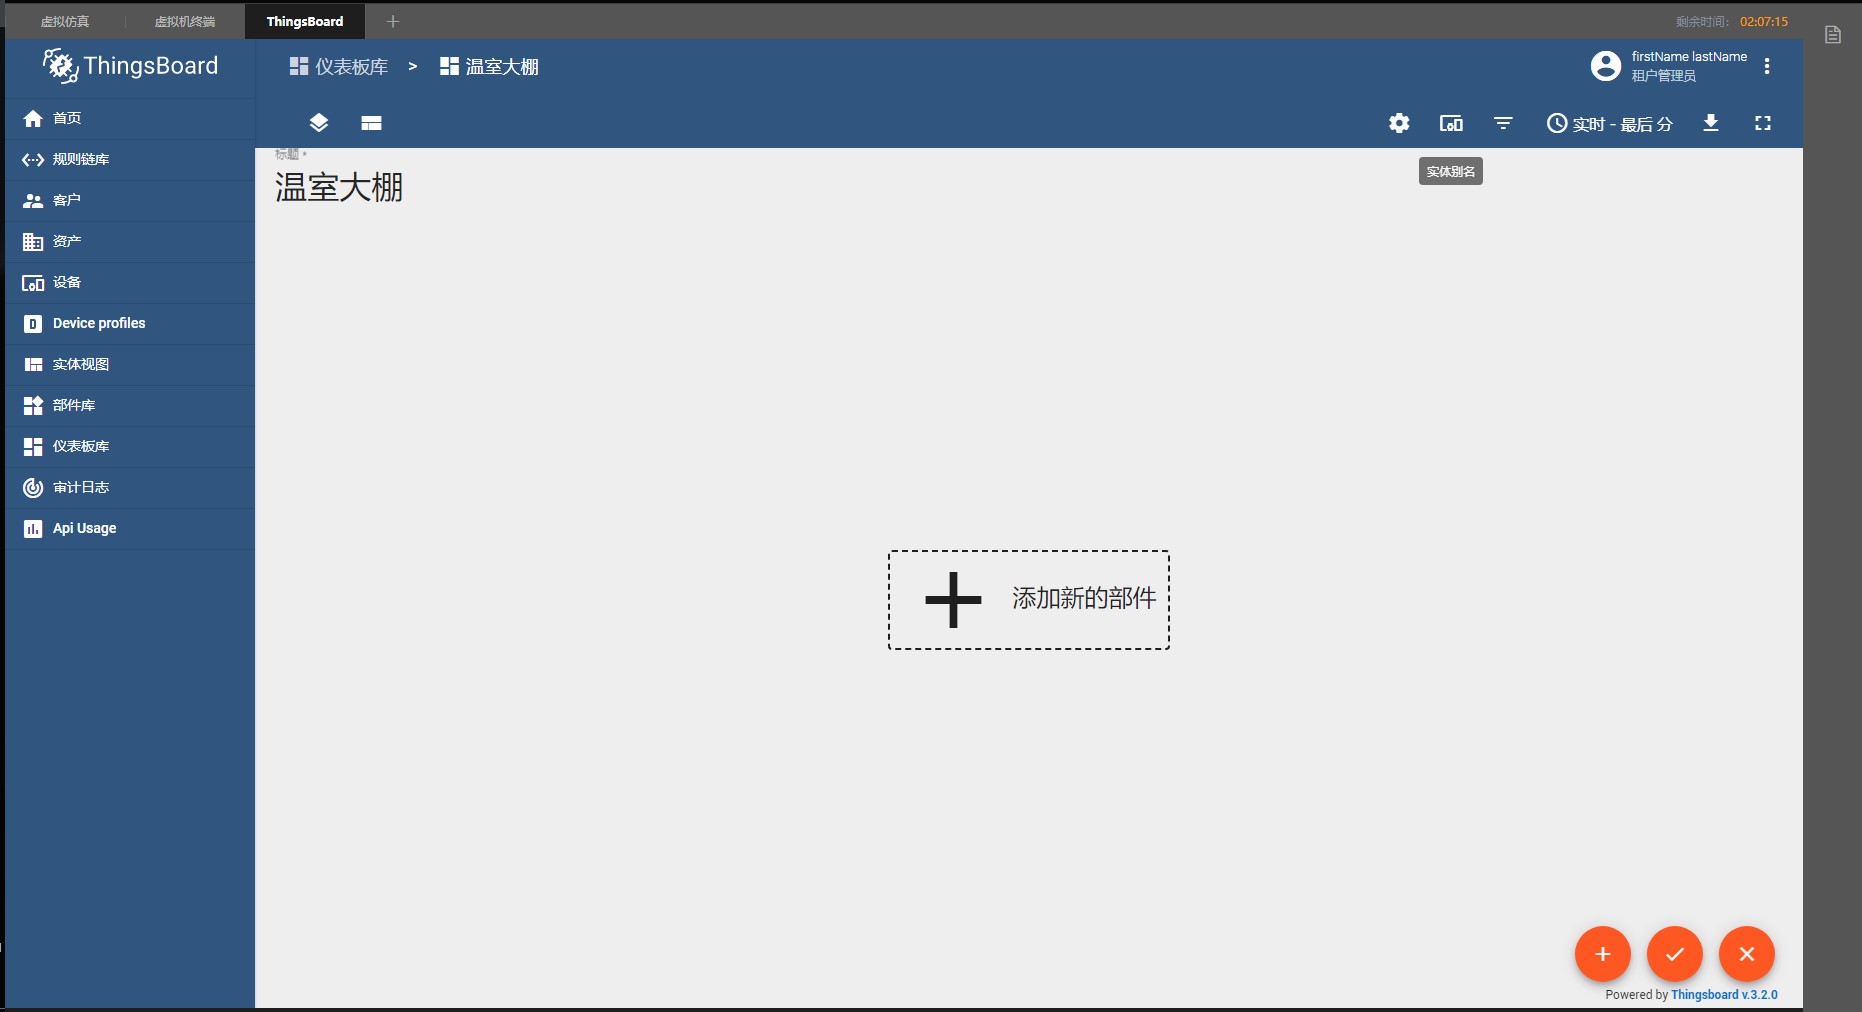 虚拟仿真
虚拟机终端
ThingsBoard
剩余时间: 02:07:15
ThingsBoard
仪表板库 > 温室大棚
firstName lastName
租户管理员
实时 - 最后 分
首页
规则链库
客户
资产
设备
Device profiles
实体视图
部件库
仪表板库
审计日志
Api Usage
标题 *
温室大棚
实体别名
添加新的部件
Powered by Thingsboard v.3.2.0